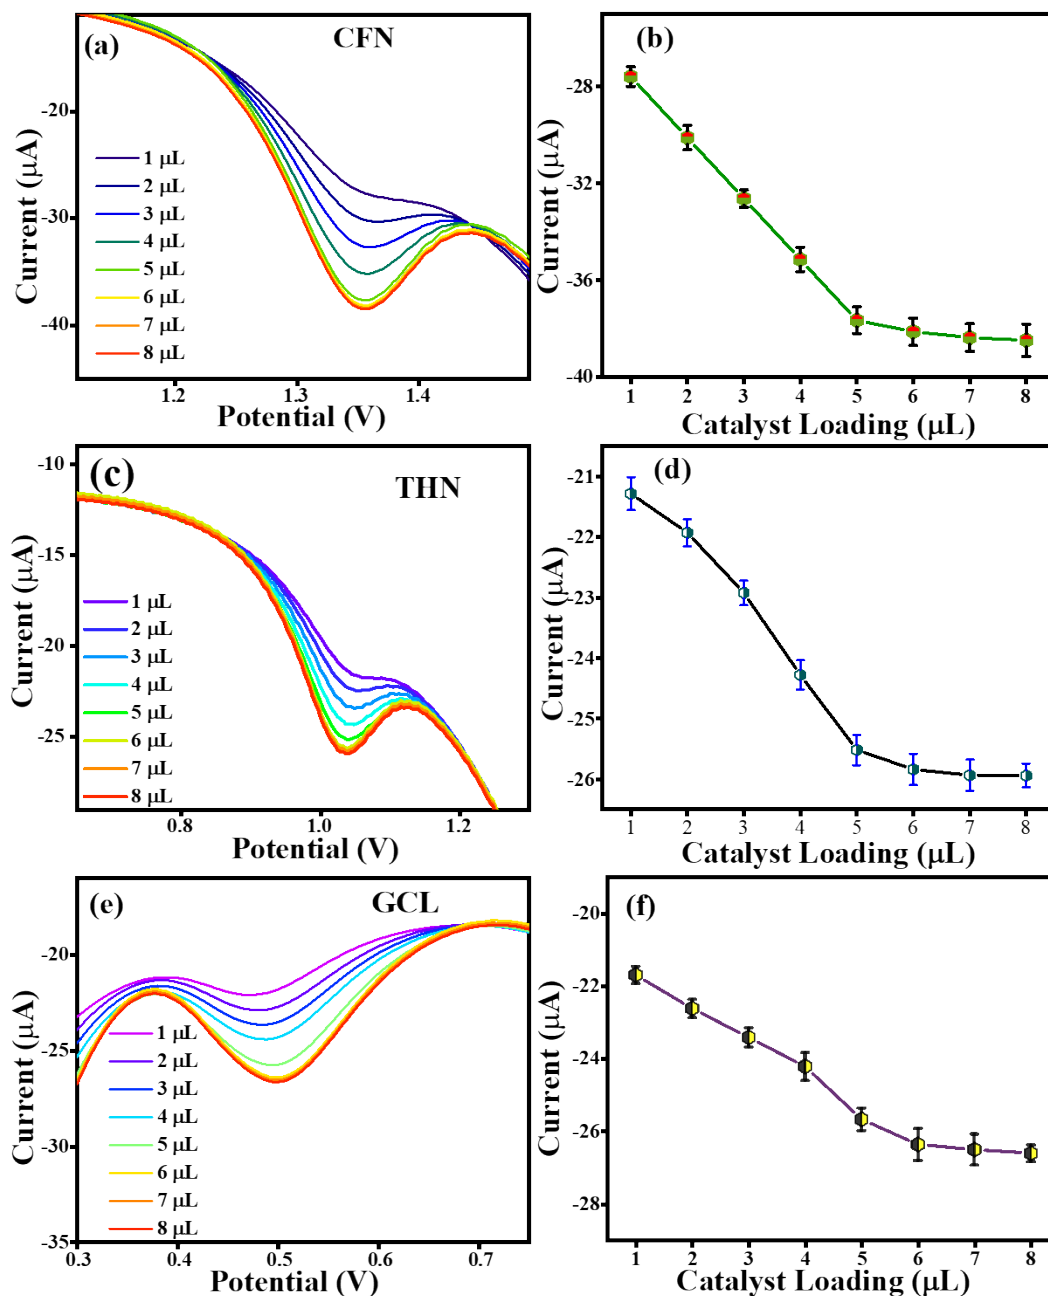 (a)
CFN
-20
-30
-40
Current (μA)
1 μL
2 μL
3 μL
4 μL
5 μL
6 μL
7 μL
8 μL
1.2
1.3
1.4
Potential (V)
(b)
-28
-32
-36
-40
Current (μA)
1
2
3
4
5
6
7
8
Catalyst Loading (μL)
(c)
THN
-10
-15
-20
-25
Current (μA)
1 μL
2 μL
3 μL
4 μL
5 μL
6 μL
7 μL
8 μL
0.8
1.0
1.2
Potential (V)
(d)
-21
-22
-23
-24
-25
-26
Current (μA)
1
2
3
4
5
6
7
8
Catalyst Loading (μL)
(e)
GCL
-20
-25
-30
-35
Current (μA)
1 μL
2 μL
3 μL
4 μL
5 μL
6 μL
7 μL
8 μL
0.3
0.4
0.5
0.6
0.7
Potential (V)
(f)
-20
-22
-24
-26
-28
Current (μA)
1
2
3
4
5
6
7
8
Catalyst Loading (μL)